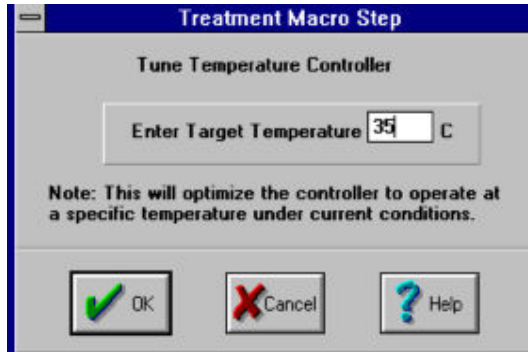 Treatment Macro Step
Tune Temperature Controller
Enter Target Temperature 35 C
Note: This will optimize the controller to operate at
a specific temperature under current conditions.
OK Cancel Help